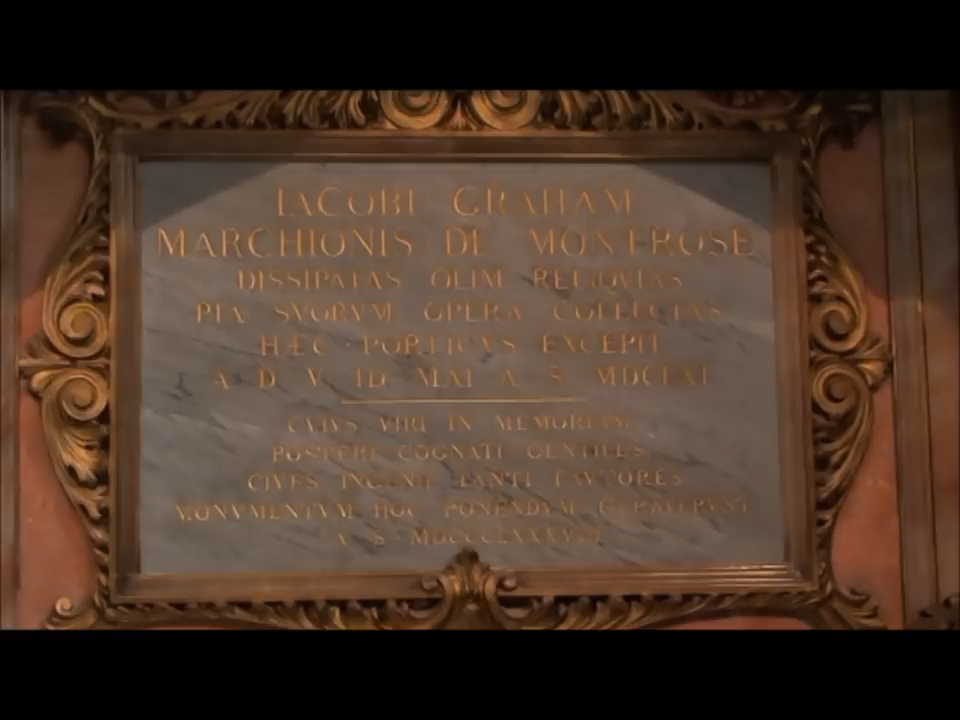 IACOBI GRAHAM
MARCHIONIS DE MONTROSE
DISSIPATAS OLIM RELIQVIAS
PIA SVORVM OPERA COLLECTAS
HÆC PORTICVS EXCEPIT
A D V ID MAI A S MDCLXI
CVIVS VIRI IN MEMORIAM
POSTERI COGNATI GENTILES
CIVES INGENII TANTI FAVTORES
MONVMENTVM HOC PONENDVM CVRAVERVNT
A S MDCCCLXXXVIII